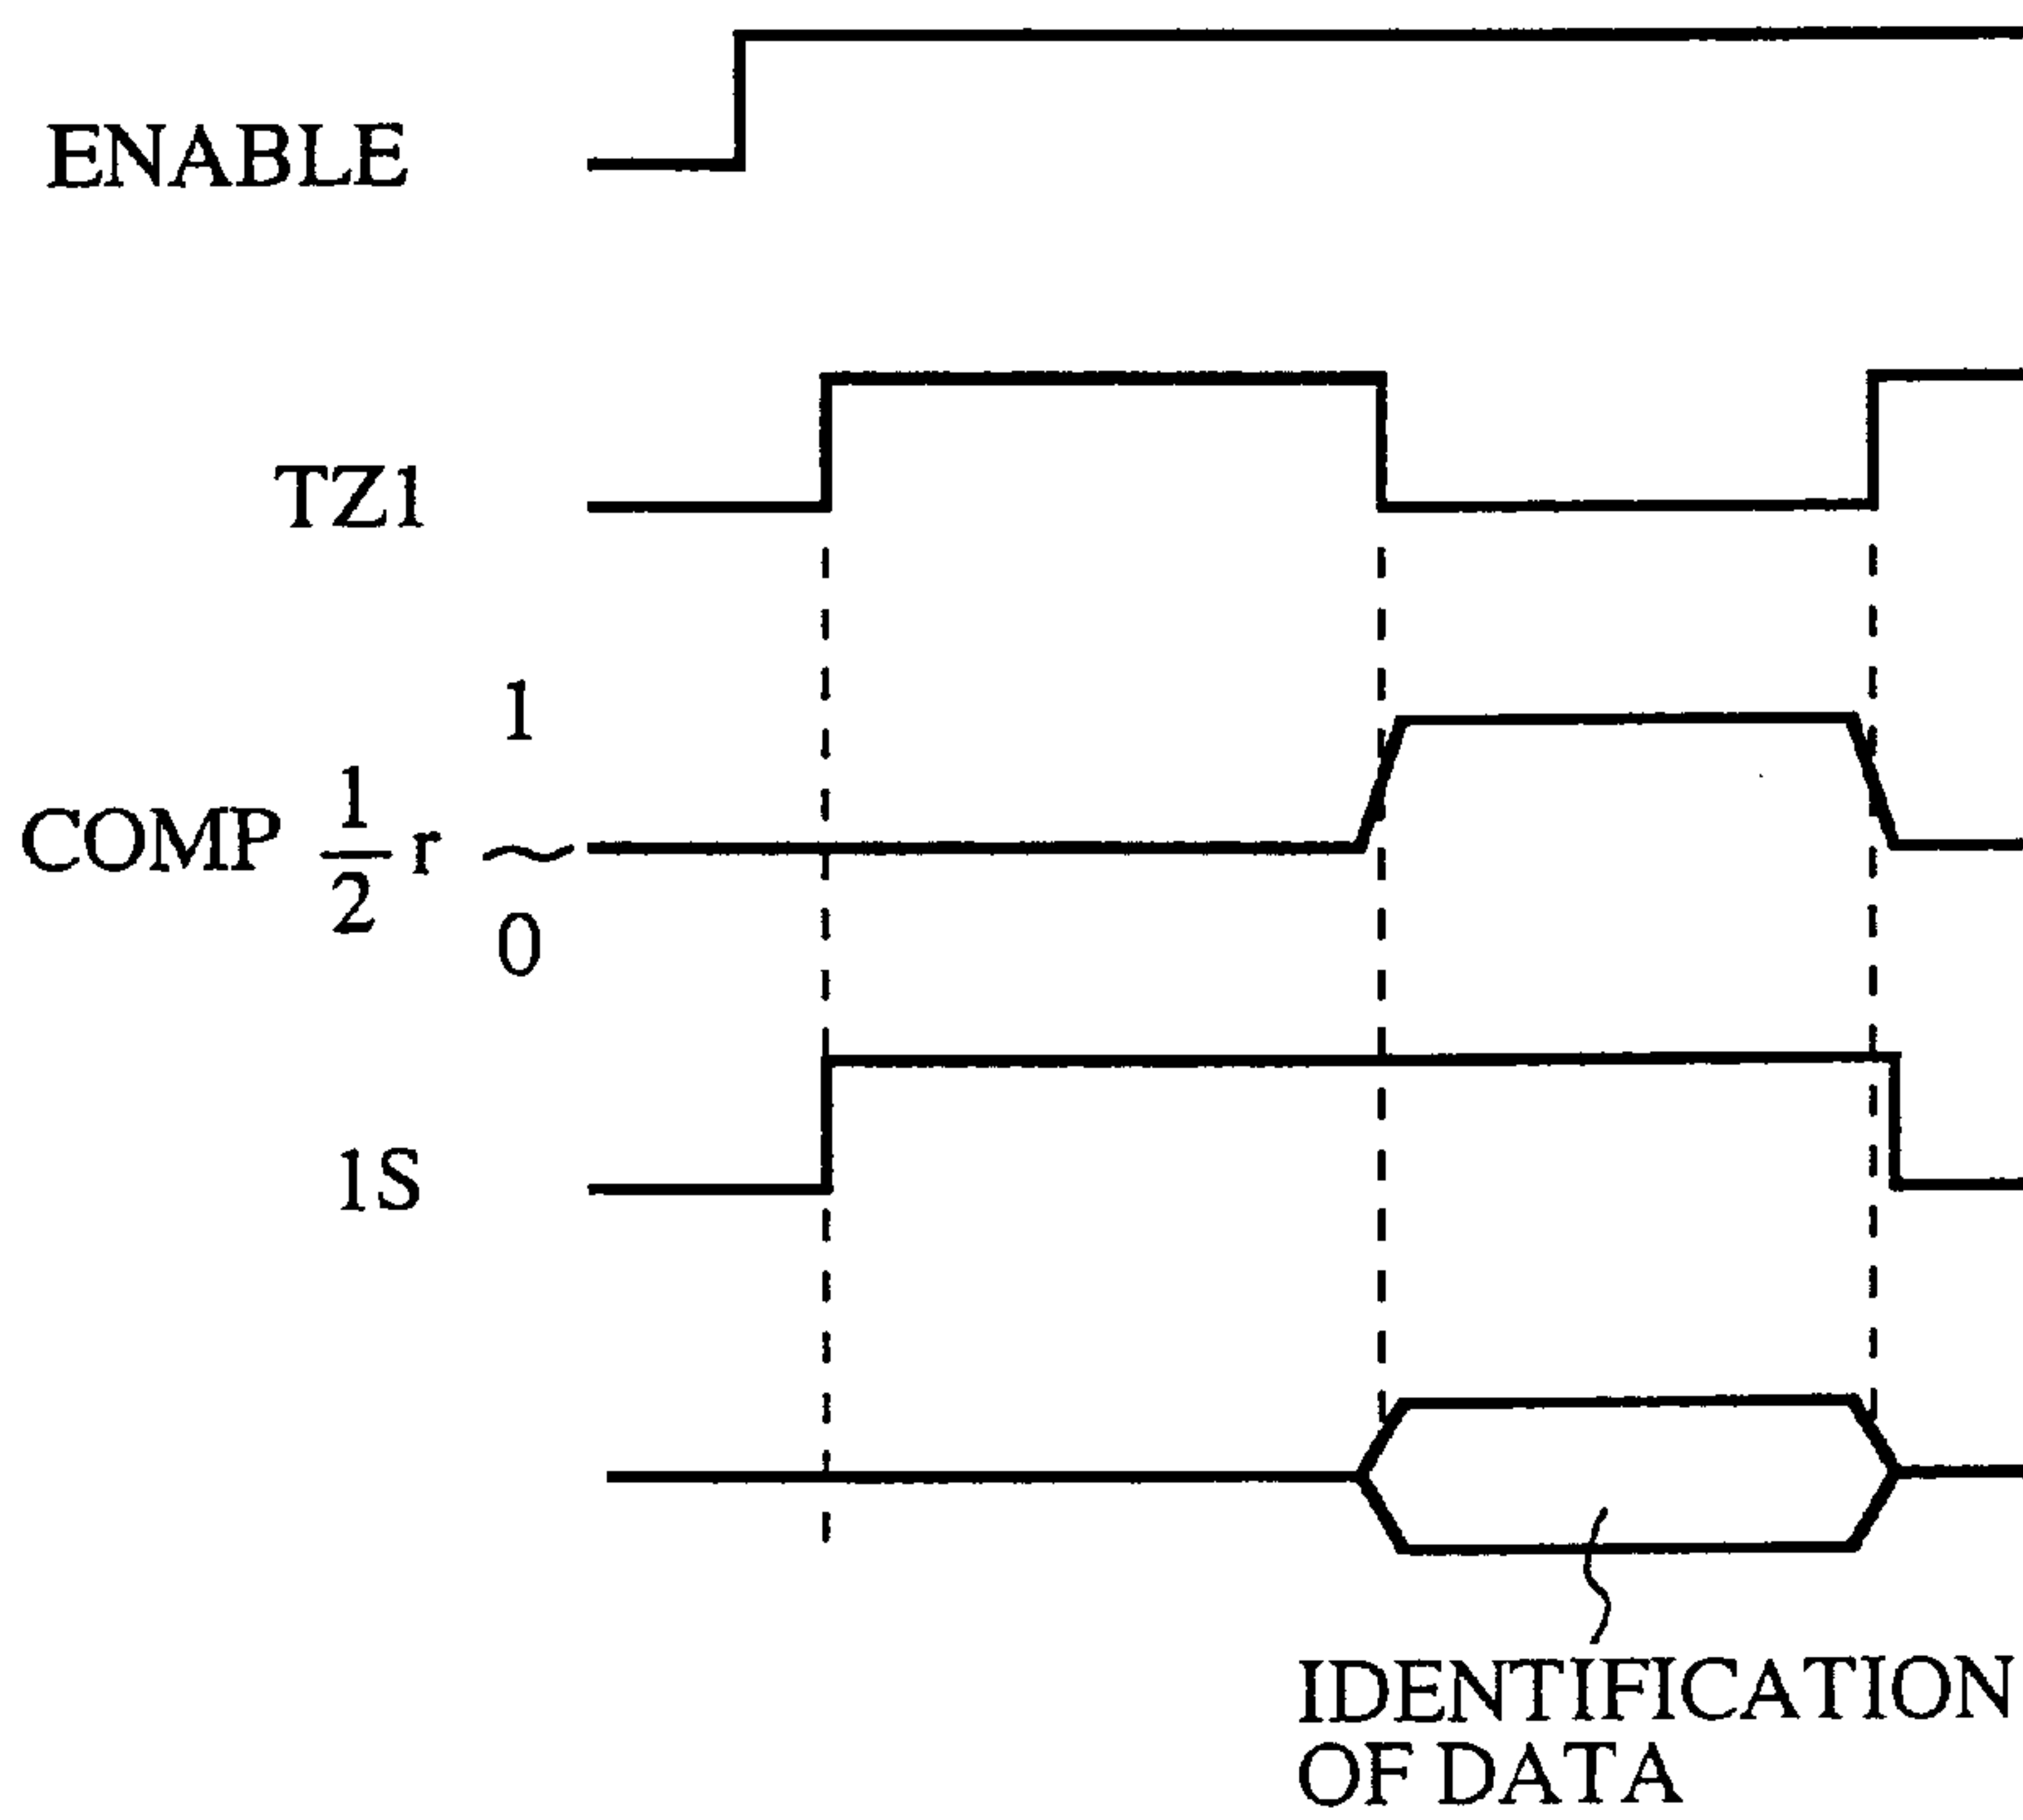 ENABLE
TZ1
1
COMP 1/2 r
0
1S
IDENTIFICATION
OF DATA